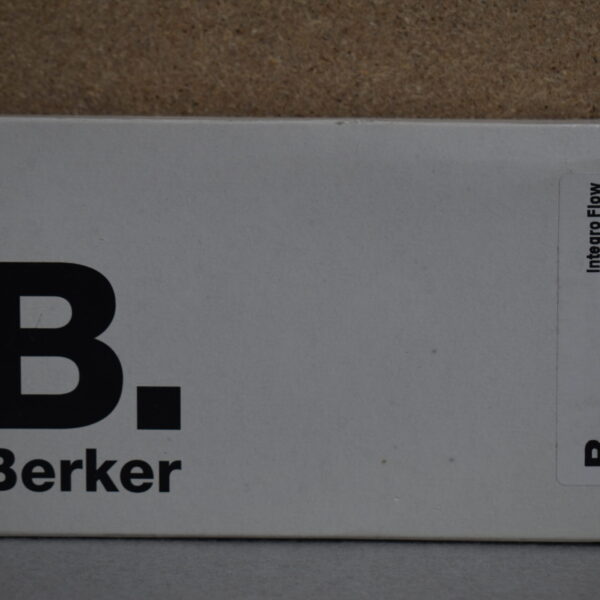 B.
Berker
Integro Flow
B